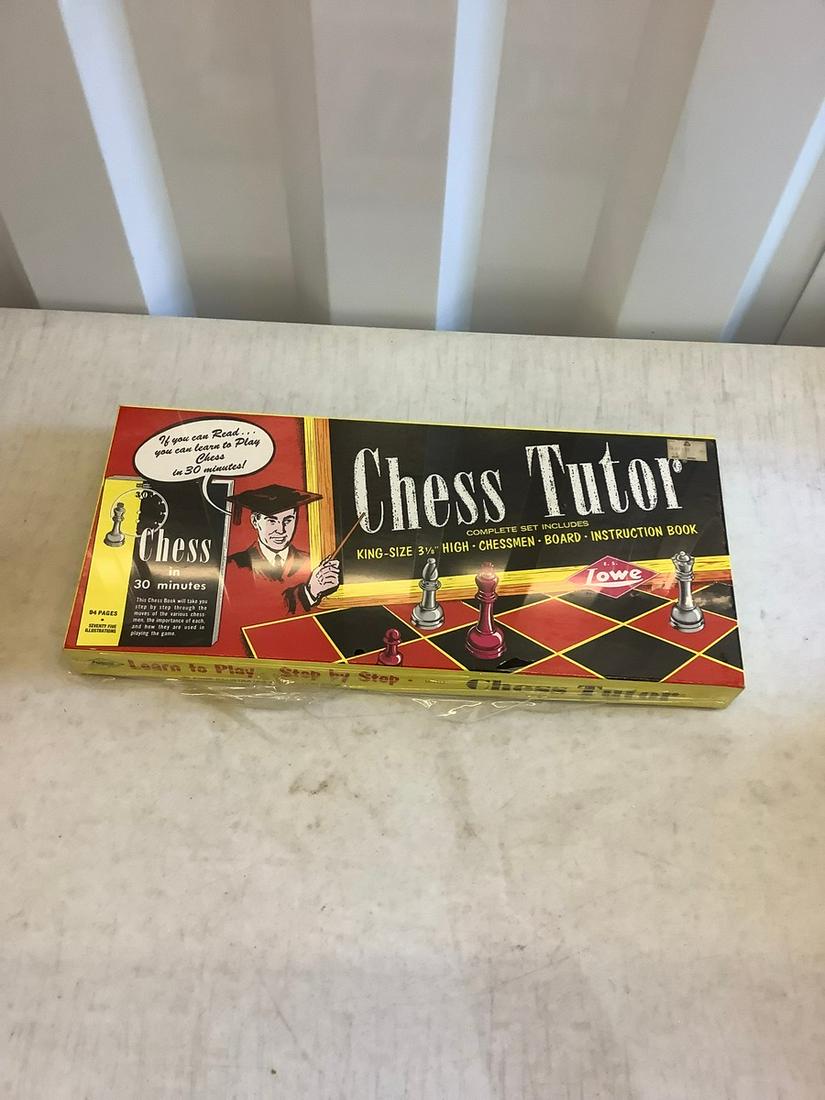 If you can Read...
you can learn to Play
Chess
in 30 minutes!
Chess Tutor
COMPLETE SET INCLUDES
KING-SIZE 3⅛" HIGH · CHESSMEN · BOARD · INSTRUCTION BOOK
E. S.
Lowe
30
Chess
in
30 minutes
This Chess Book will take you
step by step through the
moves of the various chess-
men, the importance of each,
and how they are used in
playing the game.
94 PAGES
SEVENTY FIVE
ILLUSTRATIONS
Learn to Play Step by Step
Chess Tutor